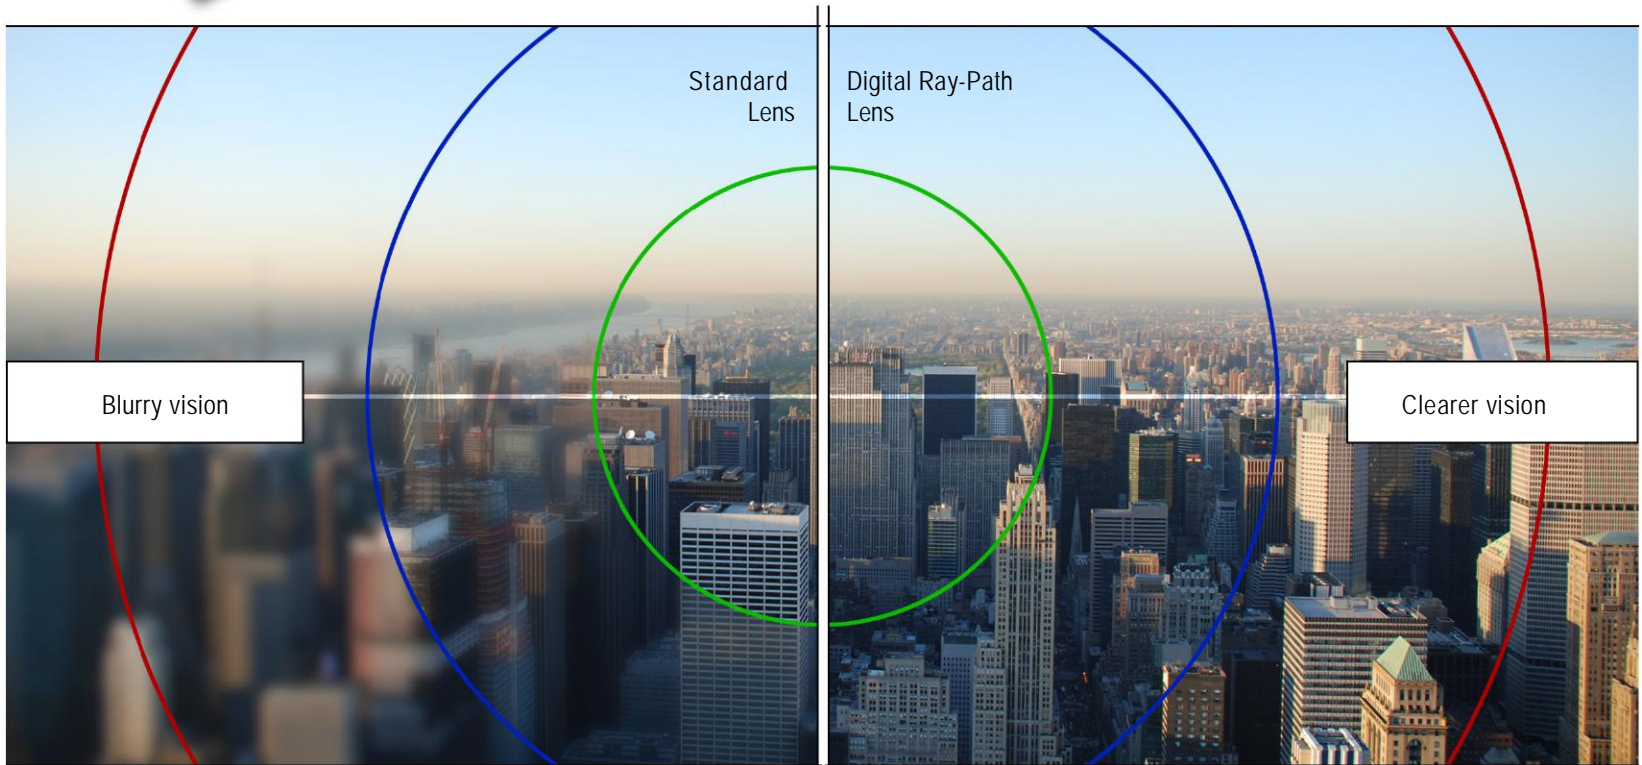 Standard
Lens
Digital Ray-Path
Lens
Blurry vision
Clearer vision